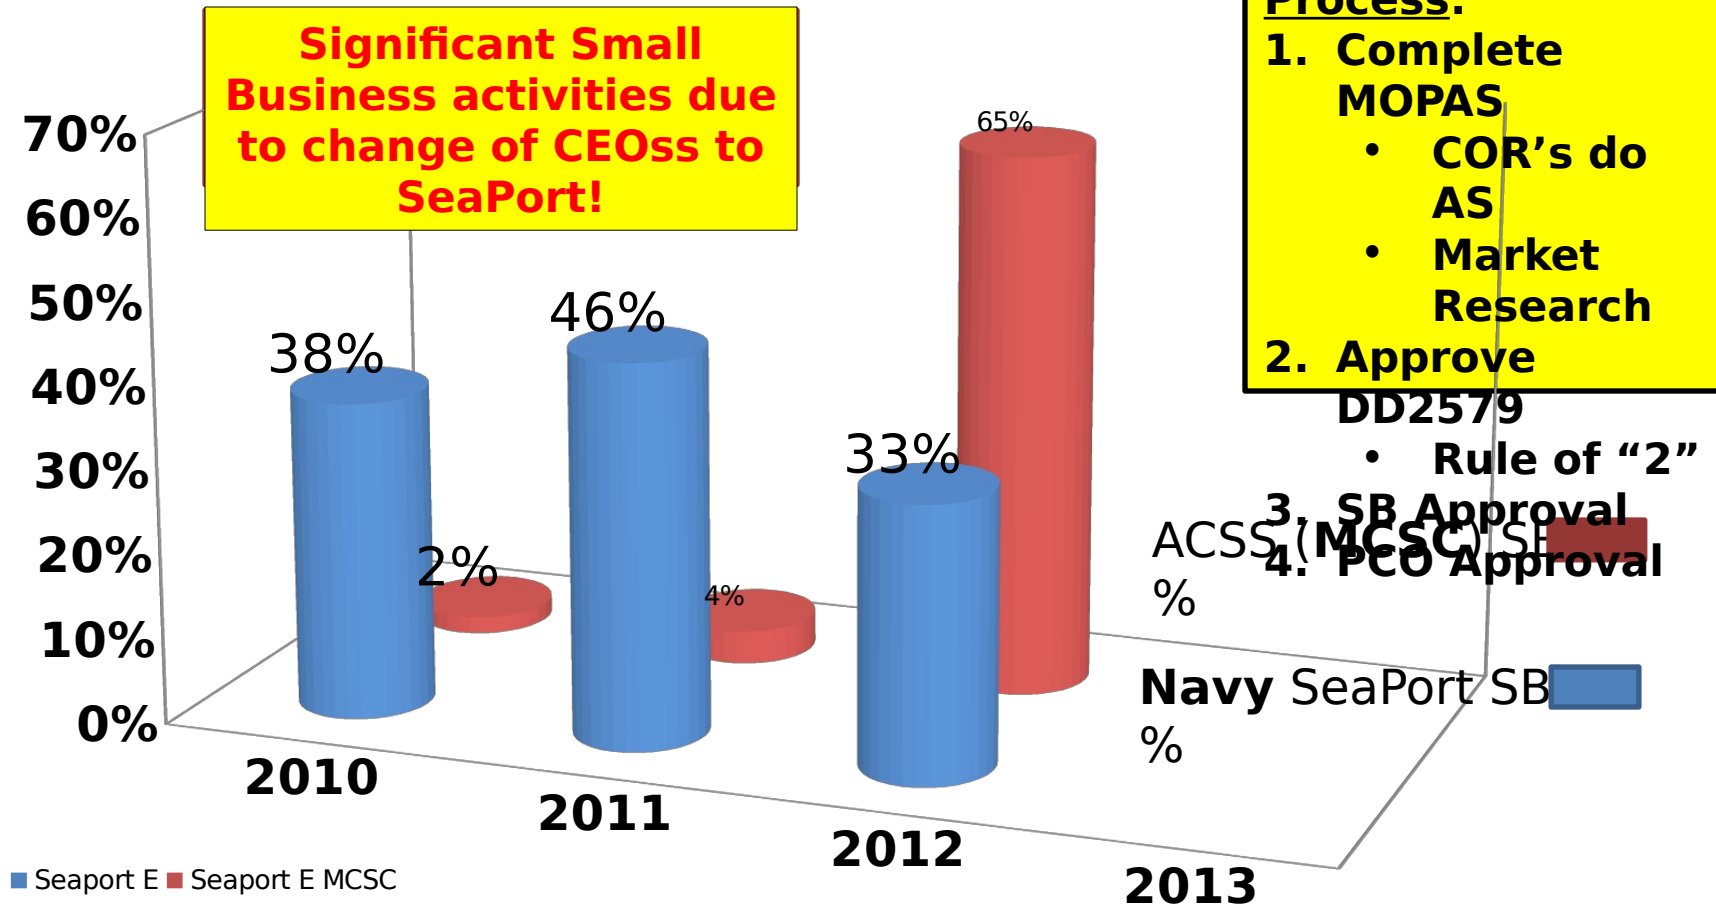 Significant Small
Business activities due
to change of CEOss to
SeaPort!
Process:
1. Complete
MOPAS
• COR’s do
AS
• Market
Research
2. Approve
DD2579
• Rule of “2”
3. SB Approval
4. PCO Approval
70%
60%
50%
40%
30%
20%
10%
0%
38%
2%
46%
4%
33%
65%
2010
2011
2012
2013
ACSS (MCSC) SB
%
Navy SeaPort SB
%
Seaport E
Seaport E MCSC